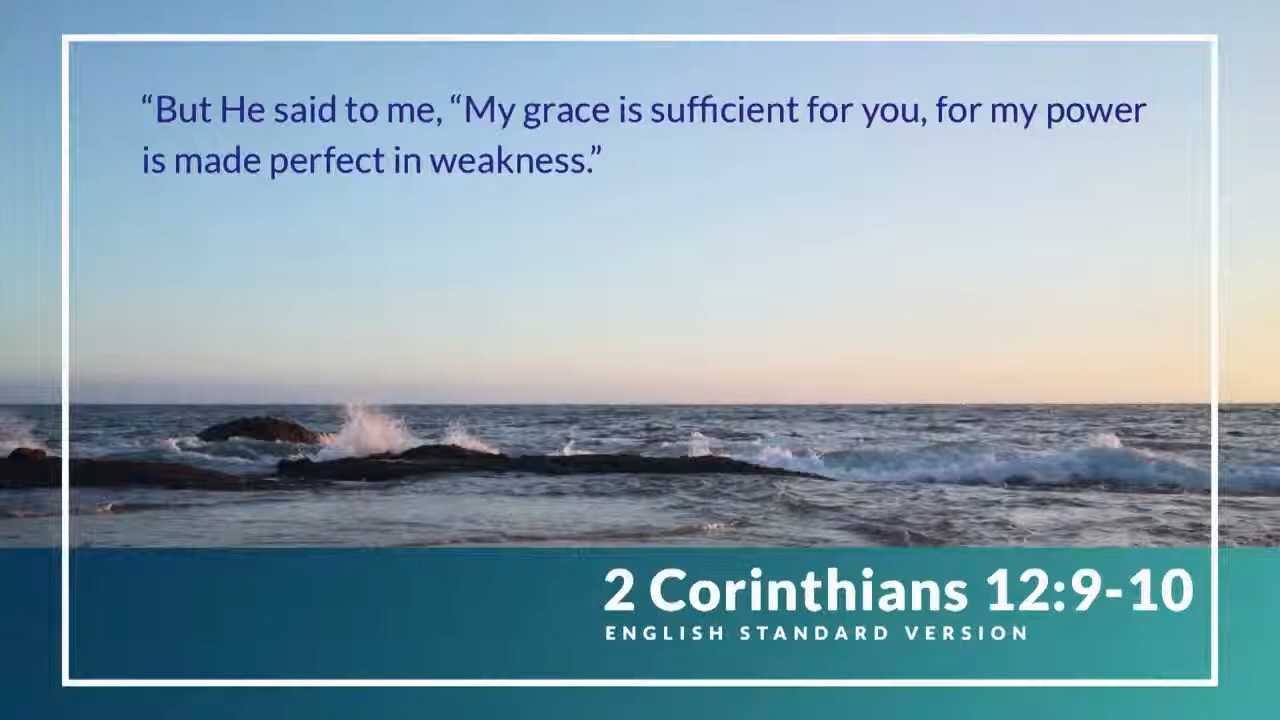 “But He said to me, “My grace is sufficient for you, for my power
is made perfect in weakness.”
2 Corinthians 12:9-10
ENGLISH STANDARD VERSION